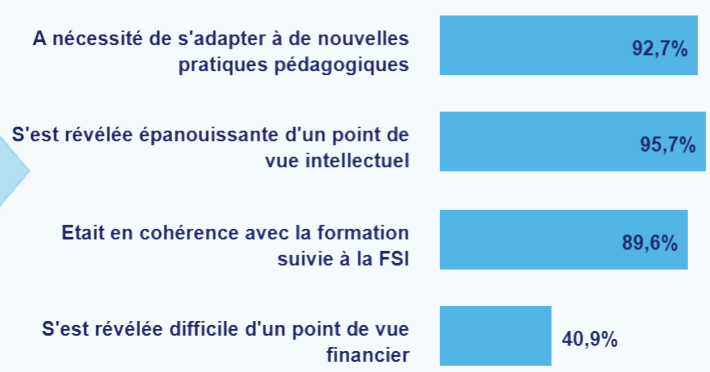 A nécessité de s'adapter à de nouvelles
pratiques pédagogiques
92,7%
S'est révélée épanouissante d'un point de
vue intellectuel
95,7%
Etait en cohérence avec la formation
suivie à la FSI
89,6%
S'est révélée difficile d'un point de vue
financier
40,9%